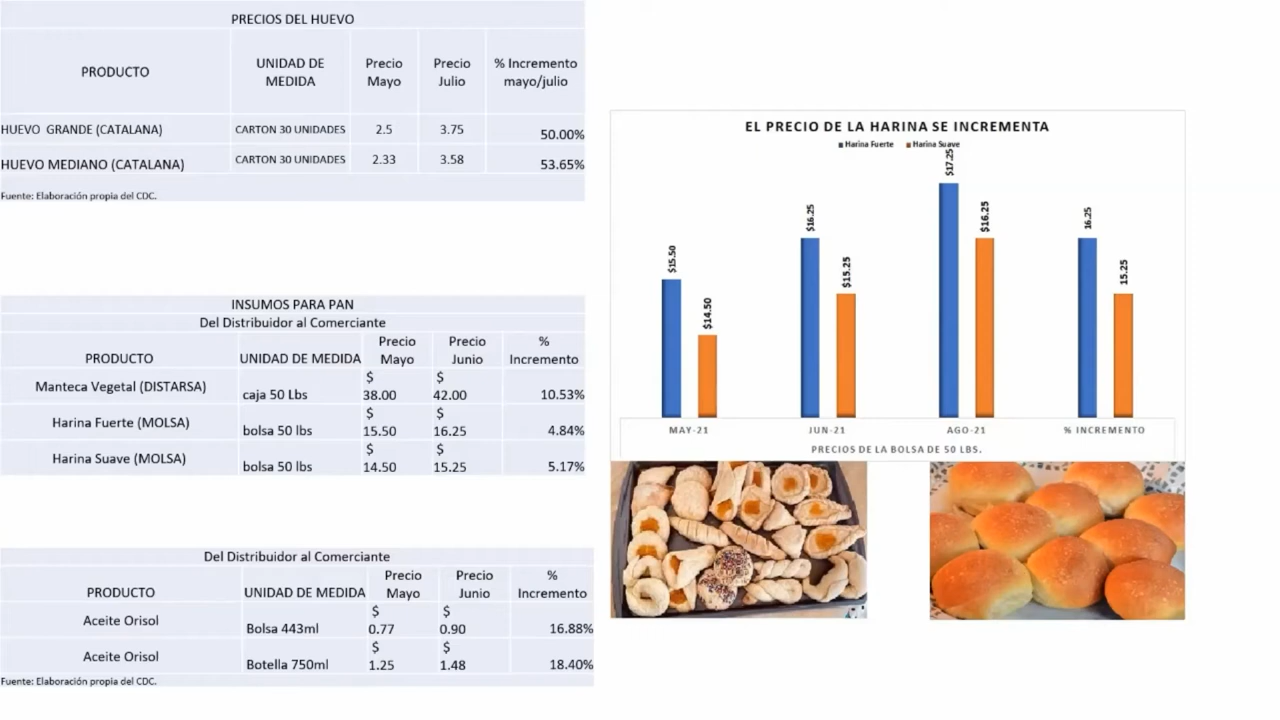 PRECIOS DEL HUEVO
PRODUCTO UNIDAD DE MEDIDA Precio Mayo Precio Julio % Incremento mayo/julio
HUEVO GRANDE (CATALANA) CARTON 30 UNIDADES 2.5 3.75 50.00%
HUEVO MEDIANO (CATALANA) CARTON 30 UNIDADES 2.33 3.58 53.65%
Fuente: Elaboración propia del CDC.
INSUMOS PARA PAN
Del Distribuidor al Comerciante
PRODUCTO UNIDAD DE MEDIDA Precio Mayo Precio Junio % Incremento
Manteca Vegetal (DISTARSA) caja 50 Lbs $ 38.00 $ 42.00 10.53%
Harina Fuerte (MOLSA) bolsa 50 lbs $ 15.50 $ 16.25 4.84%
Harina Suave (MOLSA) bolsa 50 lbs $ 14.50 $ 15.25 5.17%
Del Distribuidor al Comerciante
PRODUCTO UNIDAD DE MEDIDA Precio Mayo Precio Junio % Incremento
Aceite Orisol Bolsa 443ml $ 0.77 $ 0.90 16.88%
Aceite Orisol Botella 750ml $ 1.25 $ 1.48 18.40%
Fuente: Elaboración propia del CDC.
EL PRECIO DE LA HARINA SE INCREMENTA
Harina Fuerte Harina Suave
$15.50 $14.50 $16.25 $15.25 $17.25 $16.25 16.25 15.25
MAY-21 JUN-21 AGO-21 % INCREMENTO
PRECIOS DE LA BOLSA DE 50 LBS.